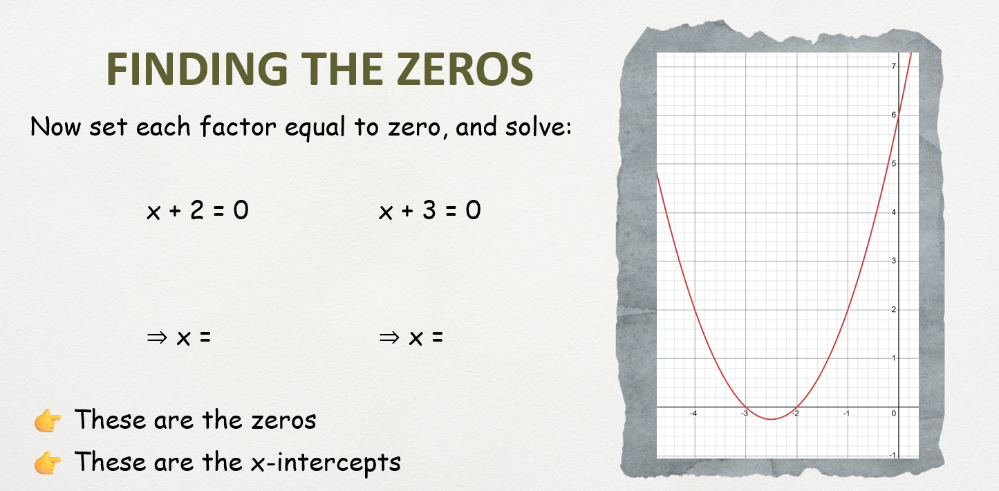 FINDING THE ZEROS
Now set each factor equal to zero, and solve:
x + 2 = 0
x + 3 = 0
⇒ x =
⇒ x =
👉 These are the zeros
👉 These are the x-intercepts
7
6
5
4
3
2
1
-4 -3 -2 -1 0
-1